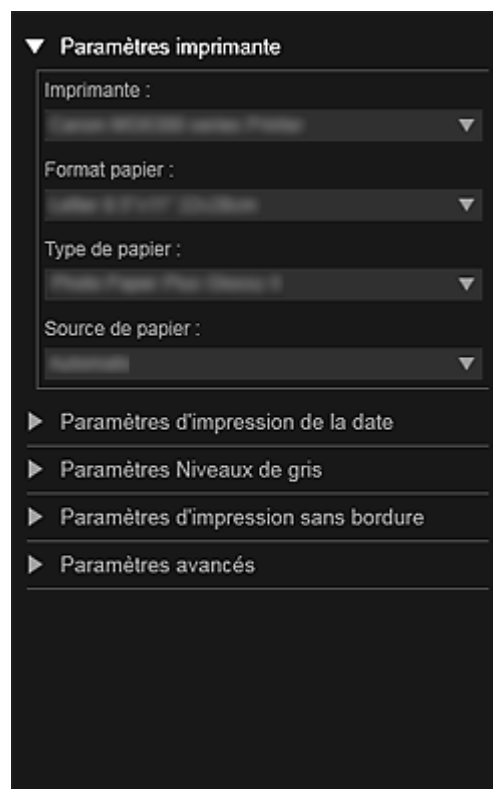 Paramètres imprimante
Imprimante :
Format papier :
Type de papier :
Source de papier :
Paramètres d'impression de la date
Paramètres Niveaux de gris
Paramètres d'impression sans bordure
Paramètres avancés